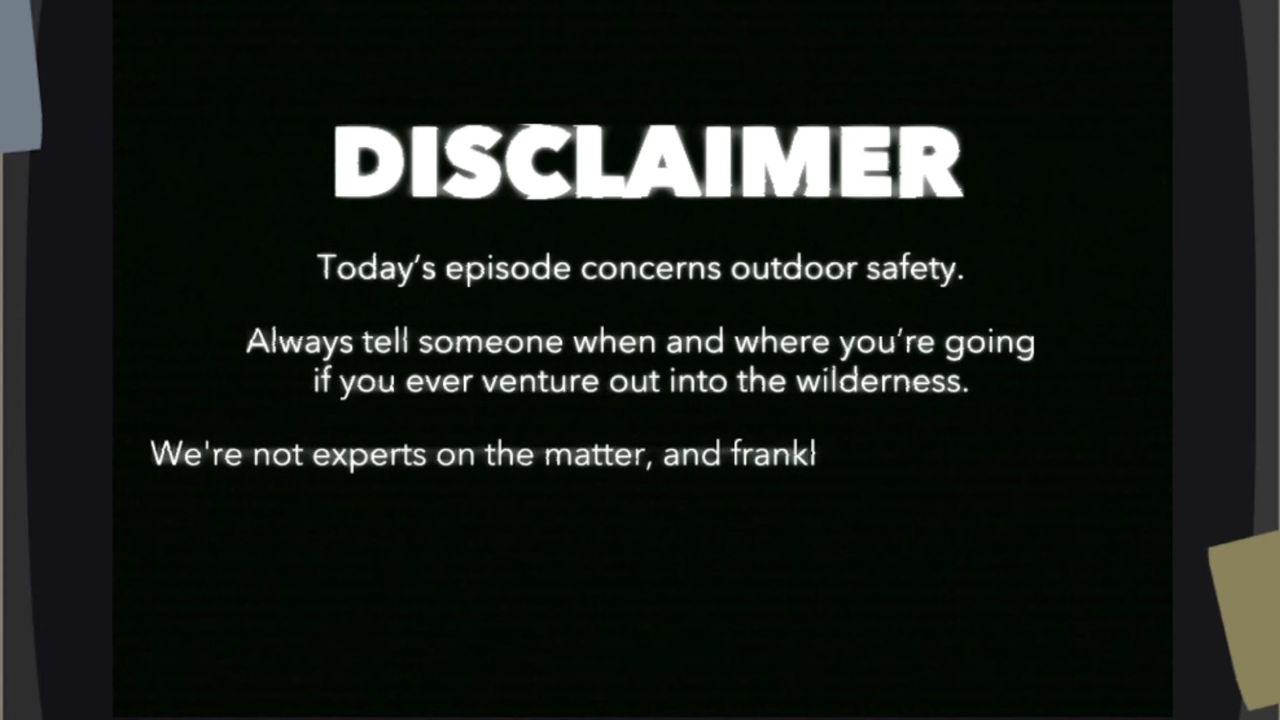 DISCLAIMER
Today's episode concerns outdoor safety.
Always tell someone when and where you're going
if you ever venture out into the wilderness.
We're not experts on the matter, and frankl